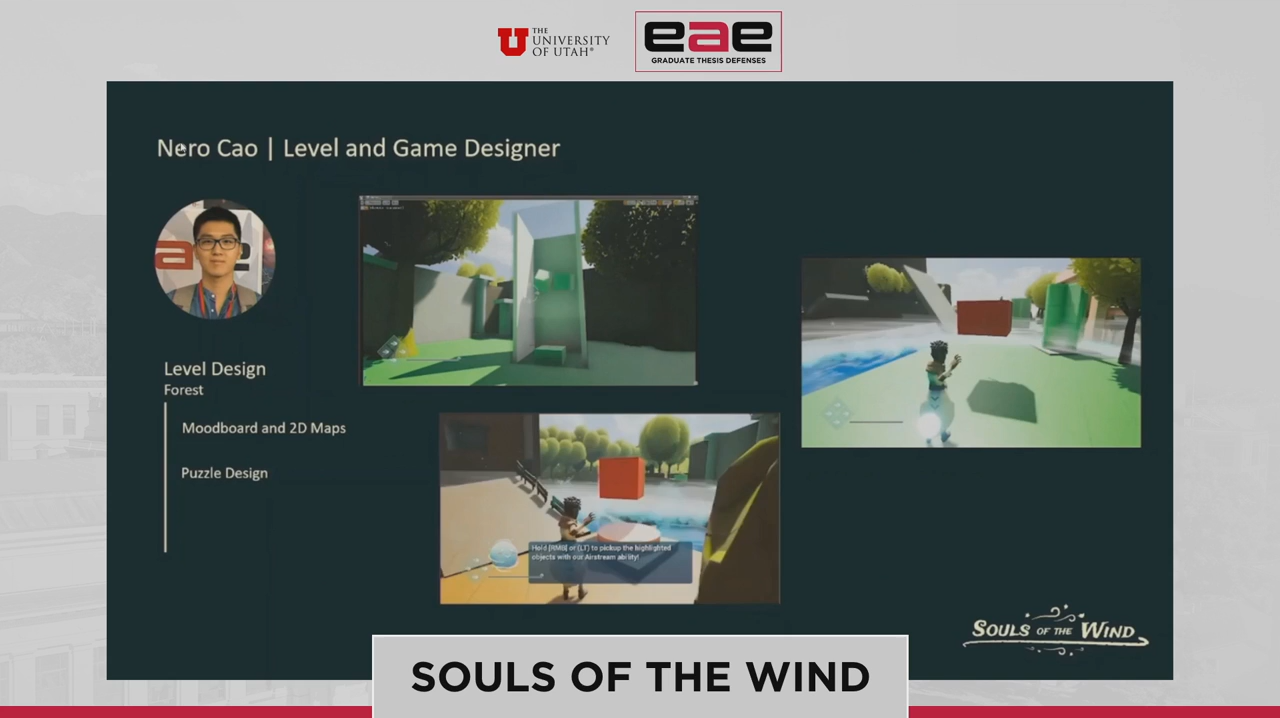 THE
UNIVERSITY
OF UTAH®
eae
GRADUATE THESIS DEFENSES
Nero Cao | Level and Game Designer
Level Design
Forest
Moodboard and 2D Maps
Puzzle Design
Hold [RMB] or (LT) to pickup the highlighted
objects with our Airstream ability!
SOULS OF THE WIND
SOULS OF THE WIND